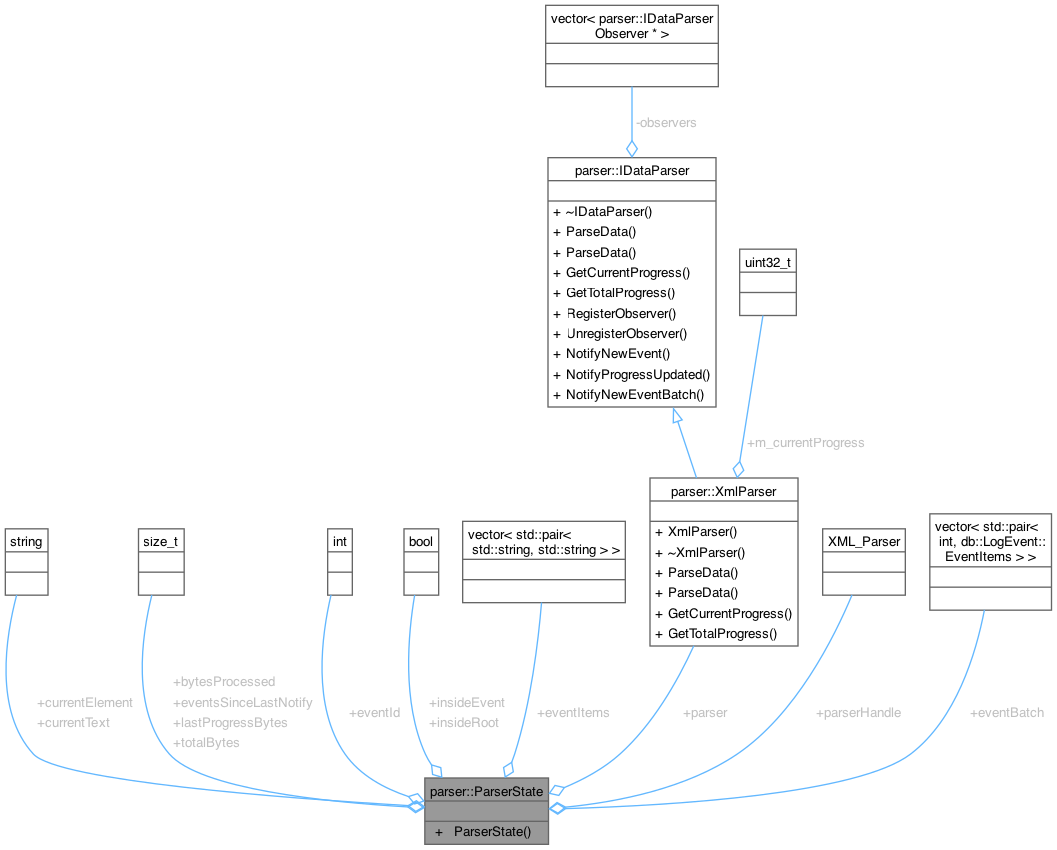 vector< parser::IDataParser
Observer * >
-observers
parser::IDataParser
+ ~IDataParser()
+ ParseData()
+ ParseData()
+ GetCurrentProgress()
+ GetTotalProgress()
+ RegisterObserver()
+ UnregisterObserver()
+ NotifyNewEvent()
+ NotifyProgressUpdated()
+ NotifyNewEventBatch()
uint32_t
+m_currentProgress
parser::XmlParser
+ XmlParser()
+ ~XmlParser()
+ ParseData()
+ ParseData()
+ GetCurrentProgress()
+ GetTotalProgress()
string
size_t
int
bool
vector< std::pair<
std::string, std::string > >
XML_Parser
vector< std::pair<
int, db::LogEvent::
EventItems > >
+currentElement
+currentText
+bytesProcessed
+eventsSinceLastNotify
+lastProgressBytes
+totalBytes
+eventId
+insideEvent
+insideRoot
+eventItems
+parser
+parserHandle
+eventBatch
parser::ParserState
+ ParserState()